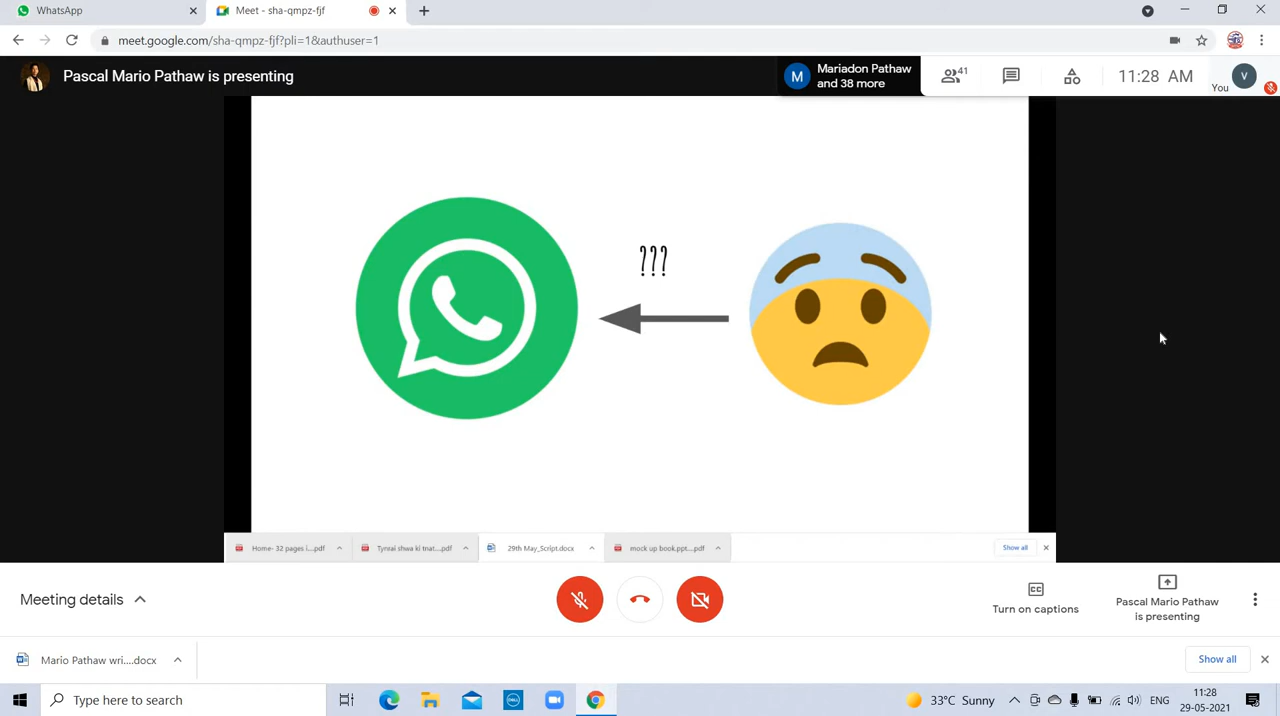 WhatsApp
Meet - sha-qmpz-fjf
meet.google.com/sha-qmpz-fjf?pli=1&authuser=1
Pascal Mario Pathaw is presenting
M
Mariadon Pathaw
and 38 more
41
11:28 AM
You
V
???
Home- 32 pages i....pdf
Tynrai shwa ki tnat....pdf
29th May_Script.docx
mock up book.ppt....pdf
Show all
Meeting details
CC
Turn on captions
Pascal Mario Pathaw
is presenting
Mario Pathaw wri....docx
Show all
Type here to search
DELL
33°C Sunny
ENG
11:28
29-05-2021